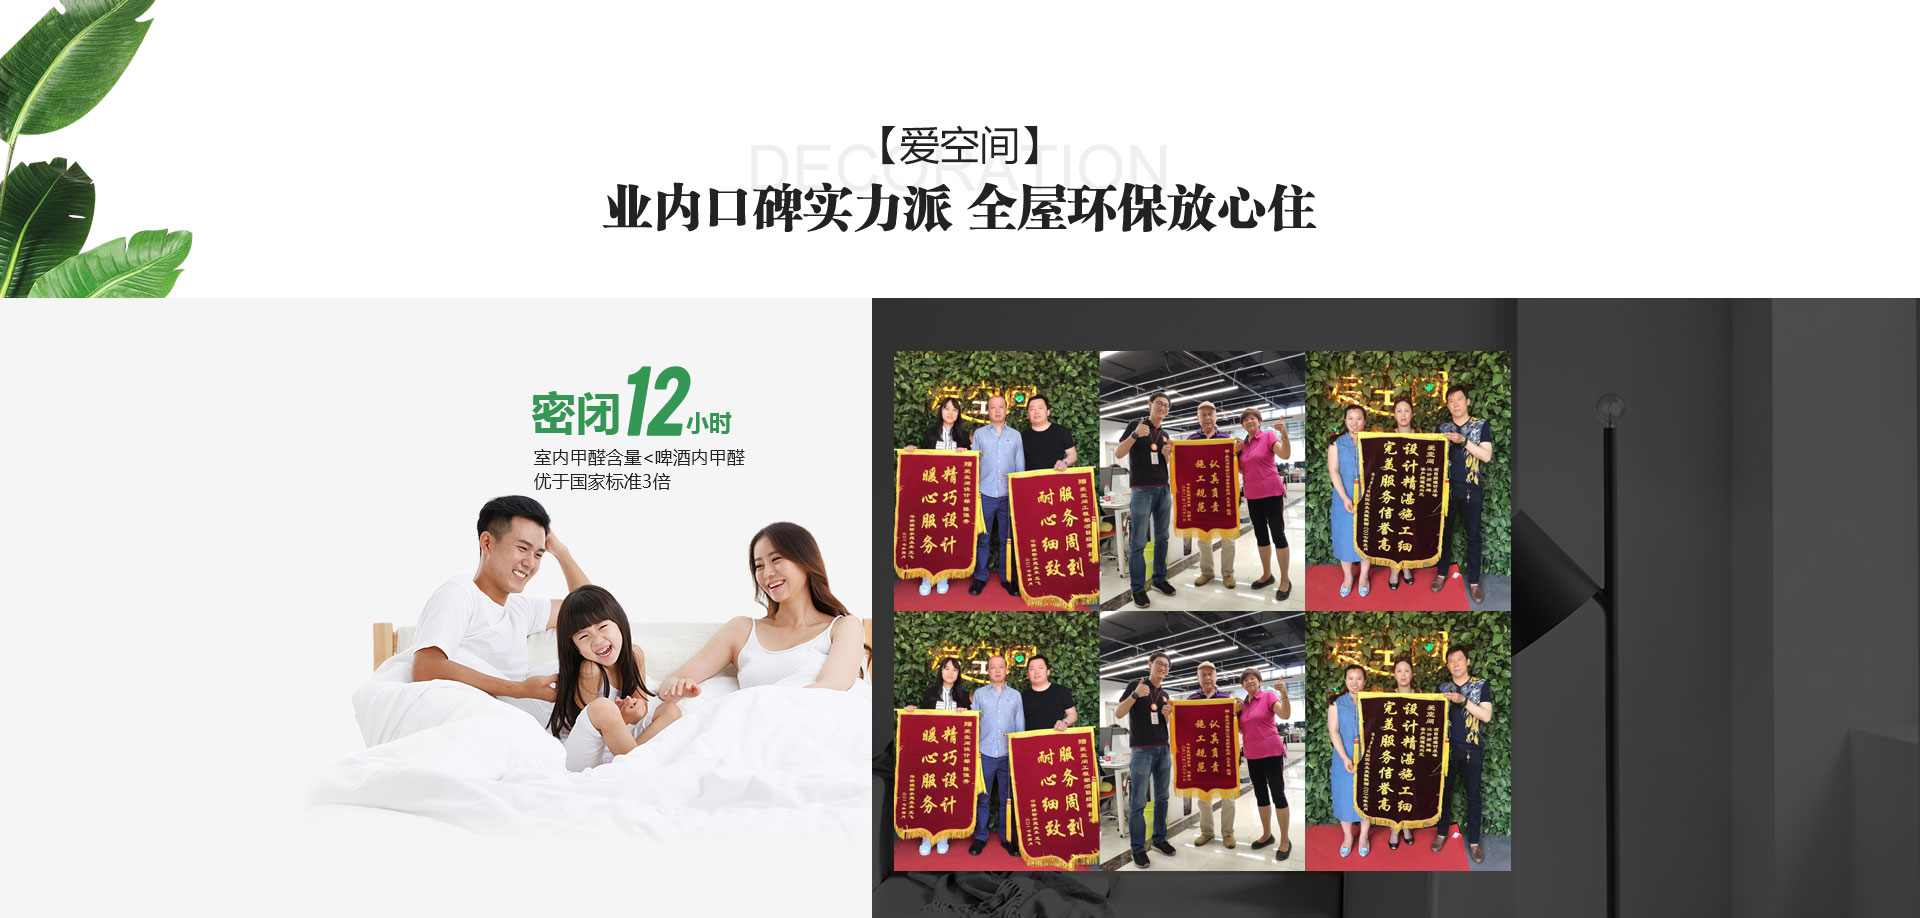 【爱空间】
DECORATION
业内口碑实力派 全屋环保放心住
密闭12小时
室内甲醛含量<啤酒内甲醛
优于国家标准3倍
精巧设计
暖心服务
服务周到
耐心细致
认真负责
施工规范
爱空间
设计精湛施工细
完美服务信誉高
精巧设计
暖心服务
服务周到
耐心细致
认真负责
施工规范
爱空间
设计精湛施工细
完美服务信誉高